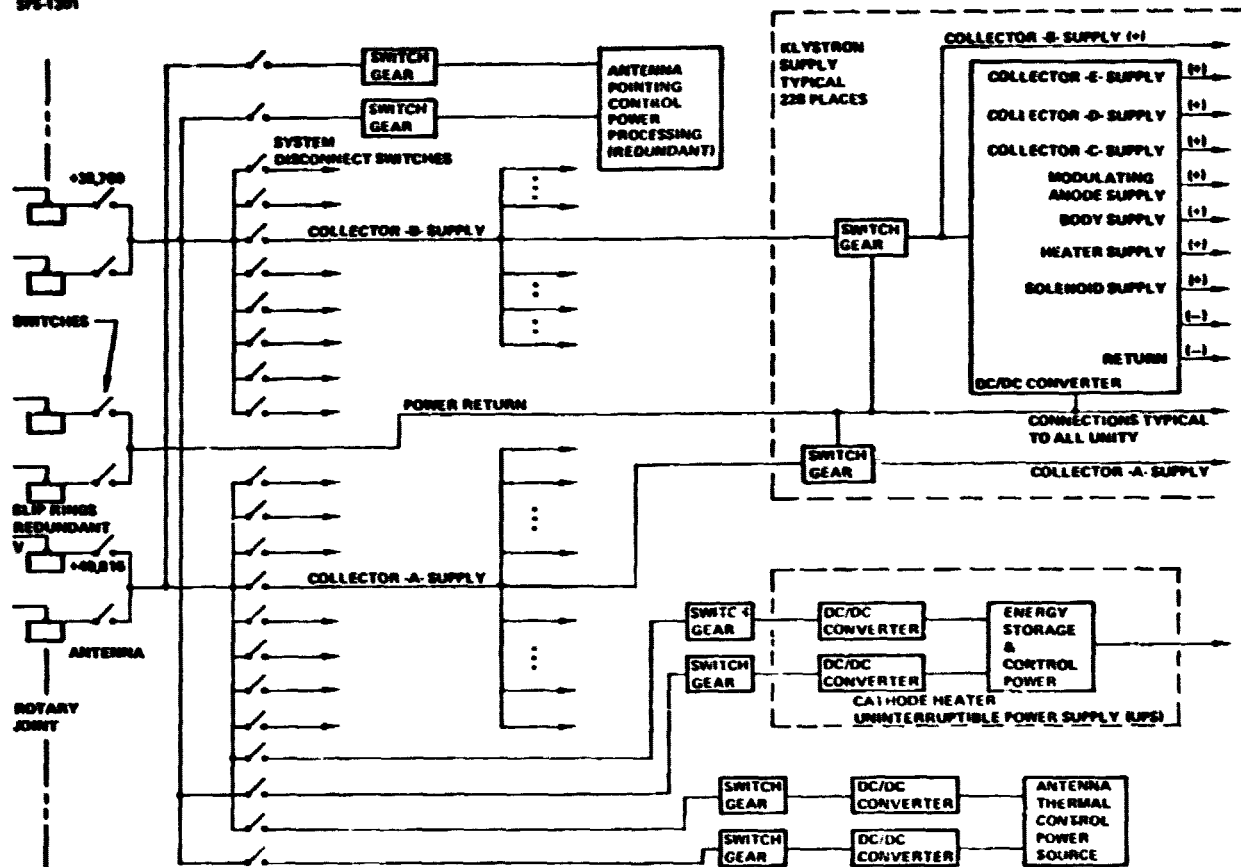 SPS-1301
SWITCH
GEAR
SWITCH
GEAR
ANTENNA
POINTING
CONTROL
POWER
PROCESSING
(REDUNDANT)
SYSTEM
DISCONNECT SWITCHES
COLLECTOR -B- SUPPLY
SWITCHES
POWER RETURN
SLIP RINGS
REDUNDANT
V
COLLECTOR -A- SUPPLY
ANTENNA
ROTARY
JOINT
KLYSTRON
SUPPLY
TYPICAL
228 PLACES
COLLECTOR -B- SUPPLY (+)
COLLECTOR -E- SUPPLY (+)
COLLECTOR -D- SUPPLY (+)
COLLECTOR -C- SUPPLY (+)
MODULATING
ANODE SUPPLY (+)
BODY SUPPLY (+)
HEATER SUPPLY (+)
SOLENOID SUPPLY (+)
(-)
RETURN (-)
DC/DC CONVERTER
SWITCH
GEAR
CONNECTIONS TYPICAL
TO ALL UNITY
SWITCH
GEAR
COLLECTOR -A- SUPPLY
GEAR
DC/DC
CONVERTER
ENERGY
STORAGE
&
CONTROL
POWER
SWITCH
GEAR
DC/DC
CONVERTER
CATHODE HEATER
UNINTERRUPTIBLE POWER SUPPLY (UPS)
SWITCH
GEAR
DC/DC
CONVERTER
ANTENNA
THERMAL
CONTROL
POWER
SOURCE
SWITCH
GEAR
DC/DC
CONVERTER